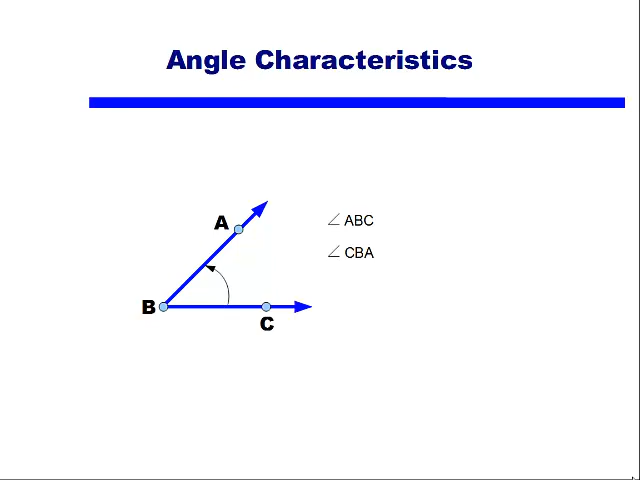 Angle Characteristics
A
∠ ABC
∠ CBA
B
C